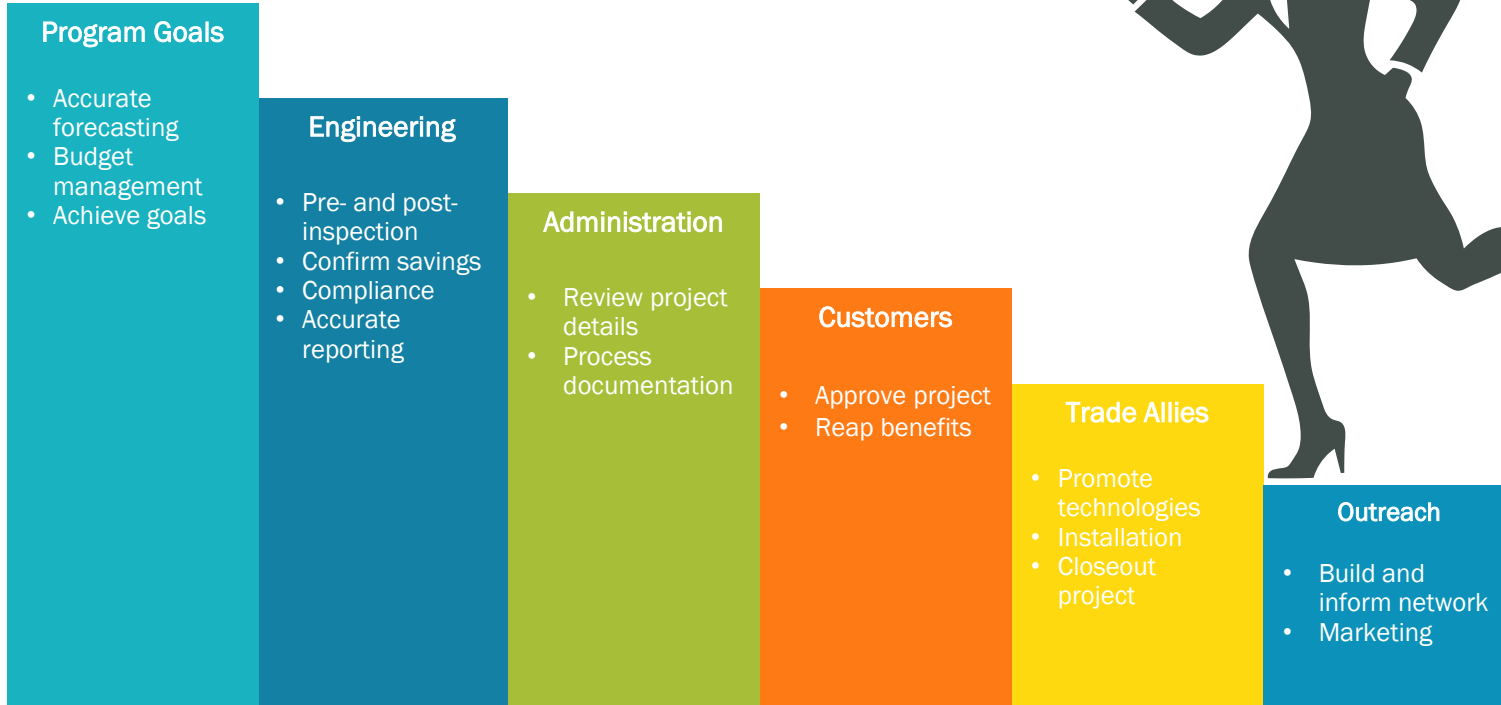 Program Goals
• Accurate
forecasting
• Budget
management
• Achieve goals
Engineering
• Pre- and post-
inspection
• Confirm savings
• Compliance
• Accurate
reporting
Administration
• Review project
details
• Process
documentation
Customers
• Approve project
• Reap benefits
Trade Allies
• Promote
technologies
• Installation
• Closeout
project
Outreach
• Build and
inform network
• Marketing